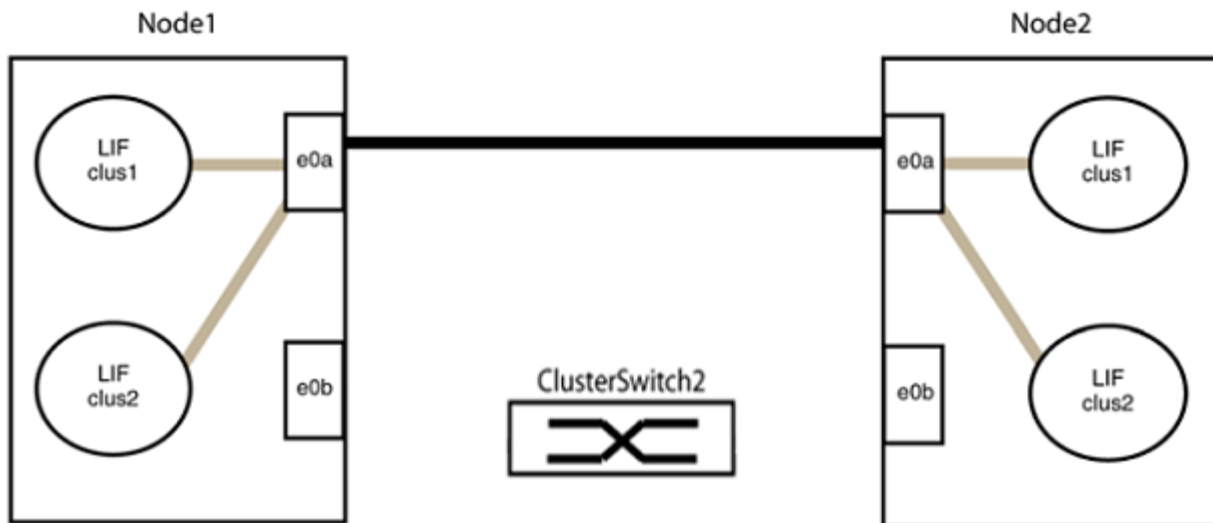 Node1
Node2
LIF
clus1
e0a
e0a
LIF
clus1
LIF
clus2
e0b
ClusterSwitch2
e0b
LIF
clus2